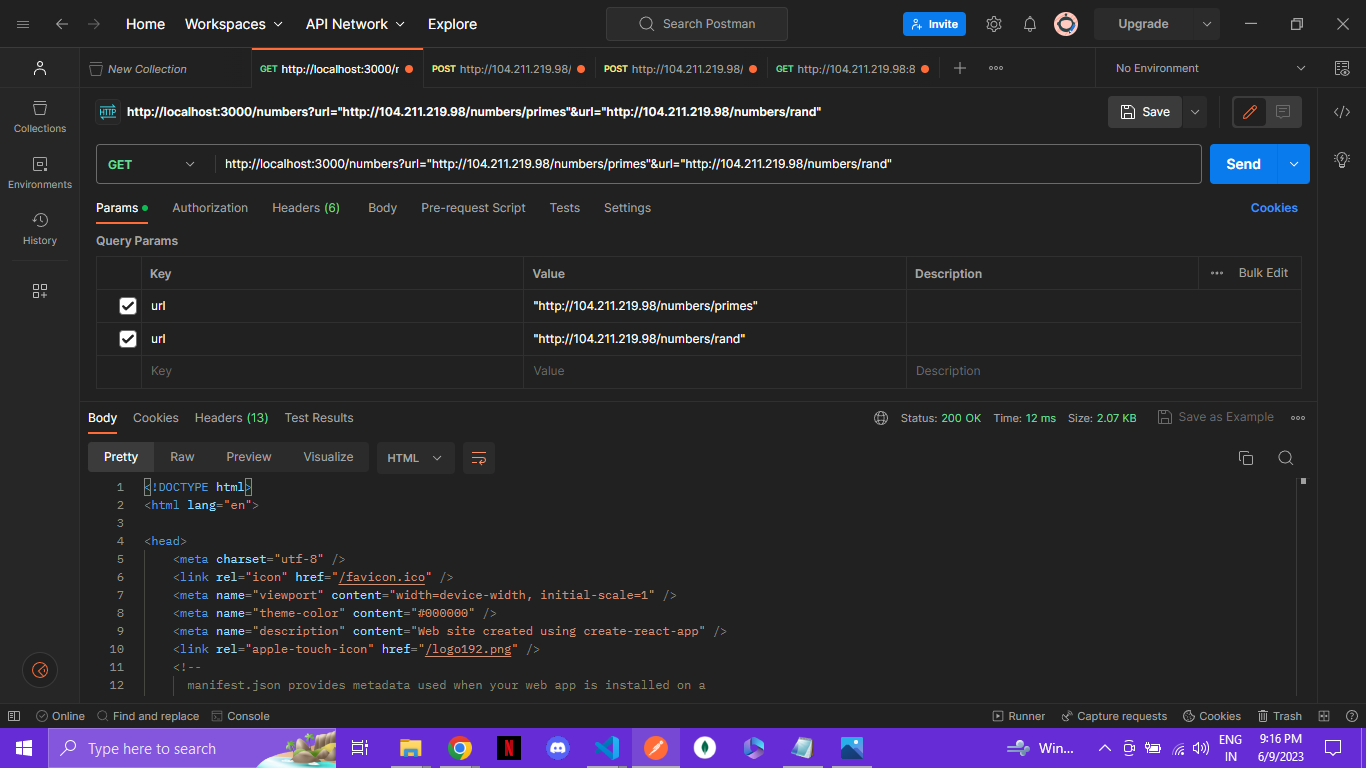 Home Workspaces API Network Explore Search Postman Invite Upgrade
New Collection GET http://localhost:3000/r POST http://104.211.219.98/ POST http://104.211.219.98/ GET http://104.211.219.98:8 No Environment
Collections
Environments
History
HTTP http://localhost:3000/numbers?url="http://104.211.219.98/numbers/primes"&url="http://104.211.219.98/numbers/rand" Save
GET http://localhost:3000/numbers?url="http://104.211.219.98/numbers/primes"&url="http://104.211.219.98/numbers/rand" Send
Params Authorization Headers (6) Body Pre-request Script Tests Settings Cookies
Query Params
Key Value Description Bulk Edit
url "http://104.211.219.98/numbers/primes"
url "http://104.211.219.98/numbers/rand"
Key Value Description
Body Cookies Headers (13) Test Results Status: 200 OK Time: 12 ms Size: 2.07 KB Save as Example
Pretty Raw Preview Visualize HTML
1 <!DOCTYPE html>
2 <html lang="en">
3
4 <head>
5 <meta charset="utf-8" />
6 <link rel="icon" href="/favicon.ico" />
7 <meta name="viewport" content="width=device-width, initial-scale=1" />
8 <meta name="theme-color" content="#000000" />
9 <meta name="description" content="Web site created using create-react-app" />
10 <link rel="apple-touch-icon" href="/logo192.png" />
11 <!--
12 manifest.json provides metadata used when your web app is installed on a
Online Find and replace Console Runner Capture requests Cookies Trash
Type here to search N Win... ENG IN 9:16 PM 6/9/2023